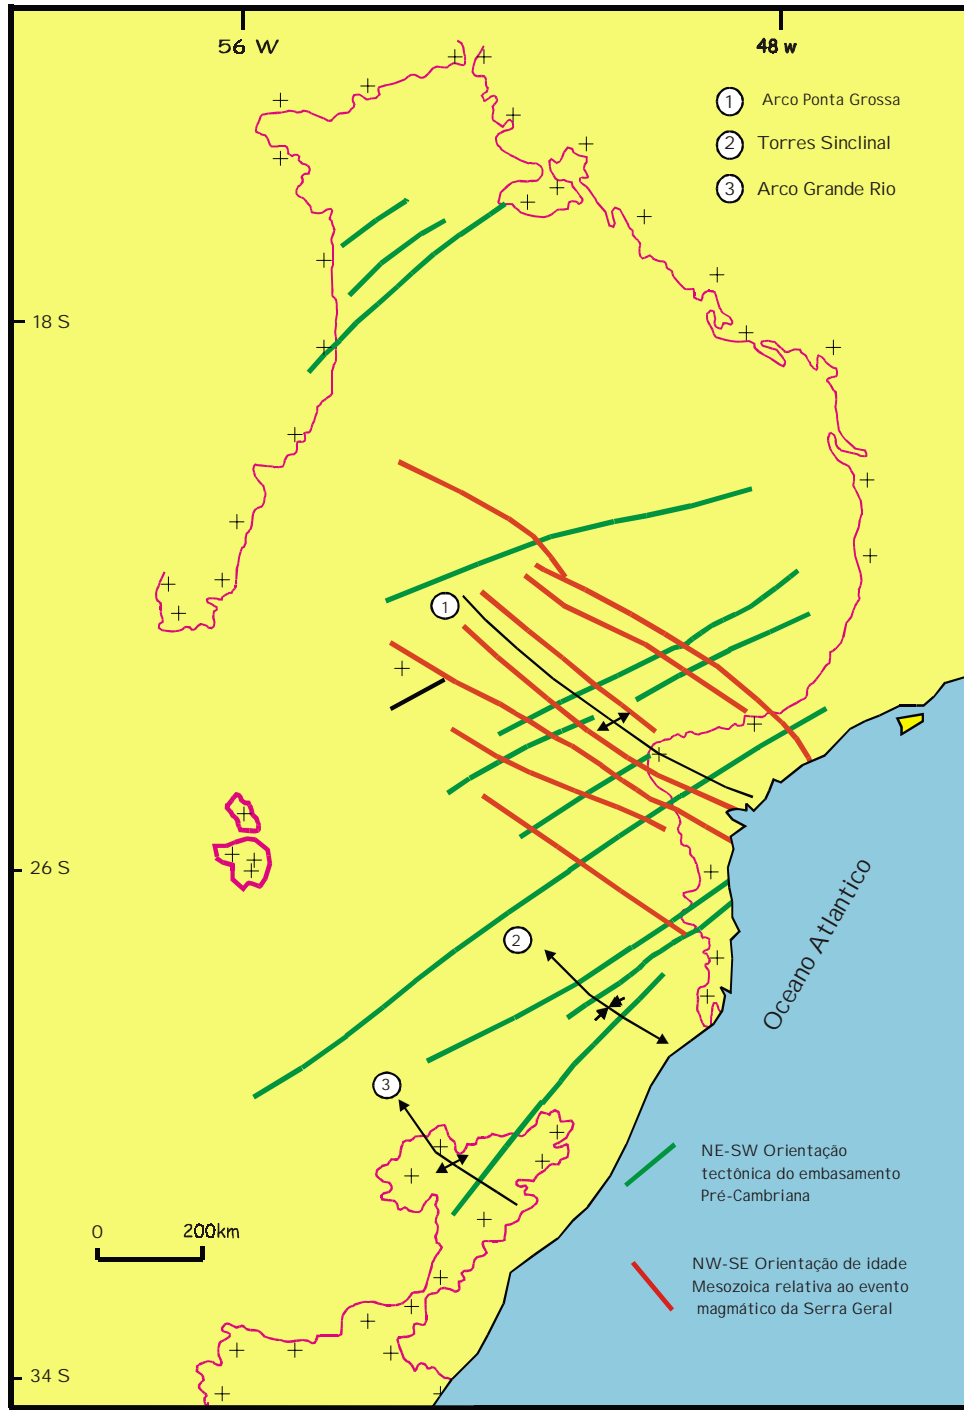 56 W
48 w
1 Arco Ponta Grossa
2 Torres Sinclinal
3 Arco Grande Rio
18 S
1
26 S
Oceano Atlantico
2
3
NE-SW Orientação
tectônica do embasamento
Pré-Cambriana
0 200km
NW-SE Orientação de idade
Mesozoica relativa ao evento
magmático da Serra Geral
34 S